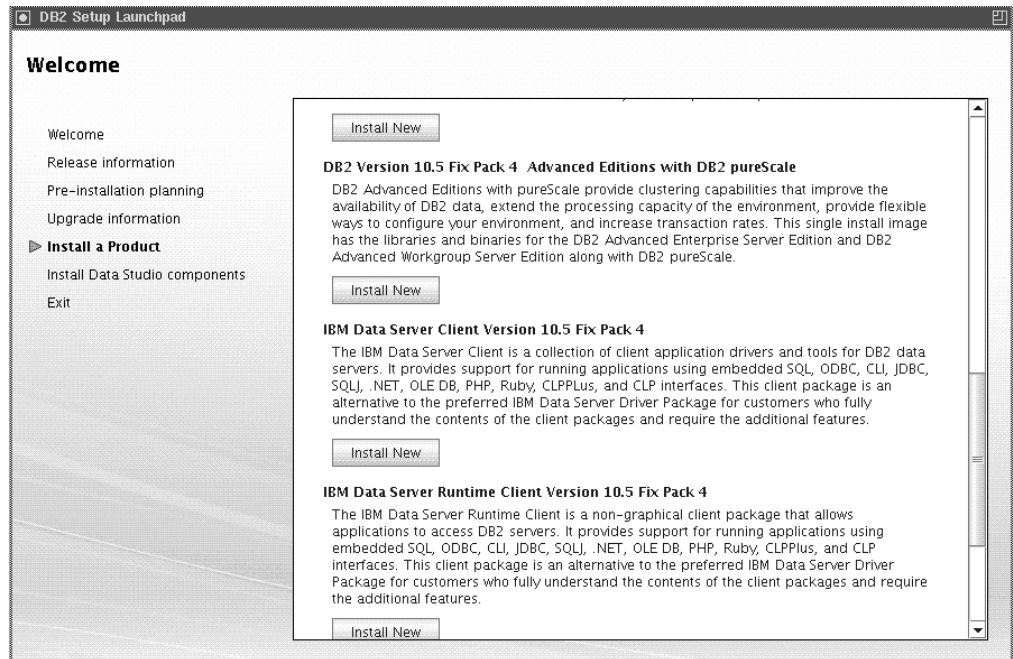 DB2 Setup Launchpad
Welcome
Welcome
Release information
Pre-installation planning
Upgrade information
Install a Product
Install Data Studio components
Exit
Install New
DB2 Version 10.5 Fix Pack 4 Advanced Editions with DB2 pureScale
DB2 Advanced Editions with pureScale provide clustering capabilities that improve the
availability of DB2 data, extend the processing capacity of the environment, provide flexible
ways to configure your environment, and increase transaction rates. This single install image
has the libraries and binaries for the DB2 Advanced Enterprise Server Edition and DB2
Advanced Workgroup Server Edition along with DB2 pureScale.
Install New
IBM Data Server Client Version 10.5 Fix Pack 4
The IBM Data Server Client is a collection of client application drivers and tools for DB2 data
servers. It provides support for running applications using embedded SQL, ODBC, CLI, JDBC,
SQLJ, .NET, OLE DB, PHP, Ruby, CLPPLus, and CLP interfaces. This client package is an
alternative to the preferred IBM Data Server Driver Package for customers who fully
understand the contents of the client packages and require the additional features.
Install New
IBM Data Server Runtime Client Version 10.5 Fix Pack 4
The IBM Data Server Runtime Client is a non-graphical client package that allows
applications to access DB2 servers. It provides support for running applications using
embedded SQL, ODBC, CLI, JDBC, SQLJ, .NET, OLE DB, PHP, Ruby, CLPPlus, and CLP
interfaces. This client package is an alternative to the preferred IBM Data Server Driver
Package for customers who fully understand the contents of the client packages and require
the additional features.
Install New